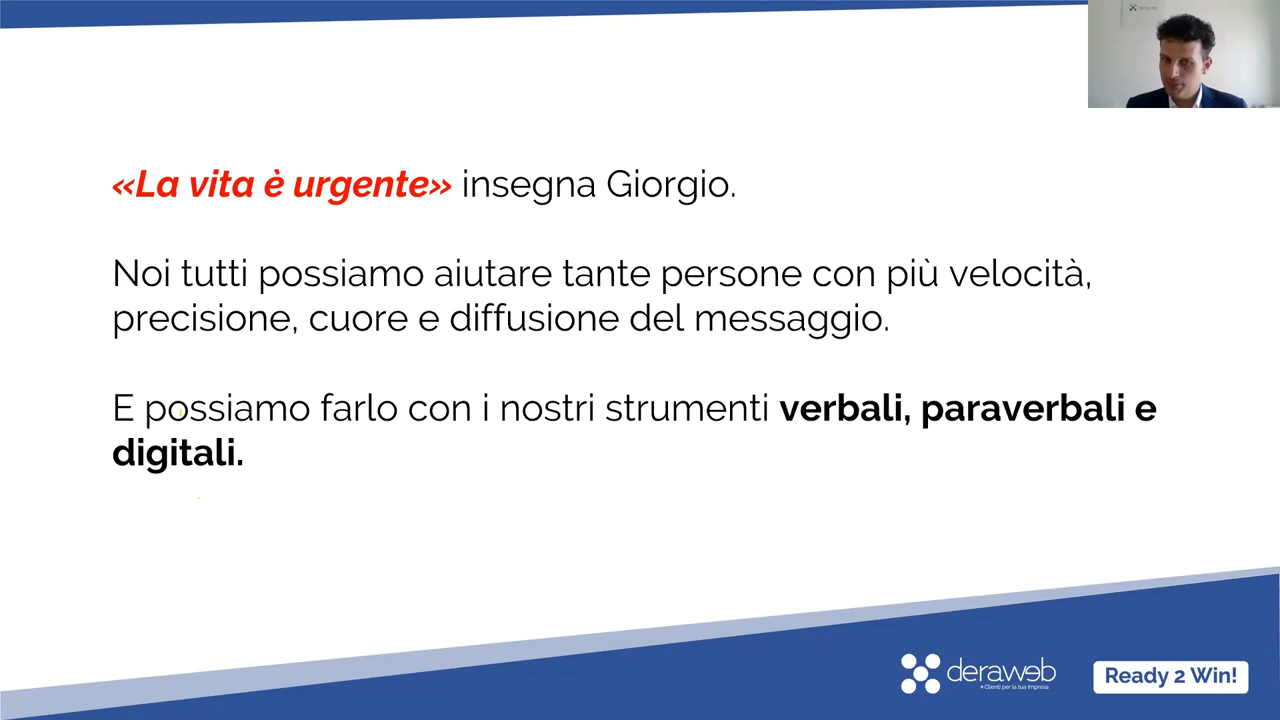 «La vita è urgente» insegna Giorgio.
Noi tutti possiamo aiutare tante persone con più velocità,
precisione, cuore e diffusione del messaggio.
E possiamo farlo con i nostri strumenti verbali, paraverbali e
digitali.
deraweb
+Clienti per la tua Impresa
Ready 2 Win!